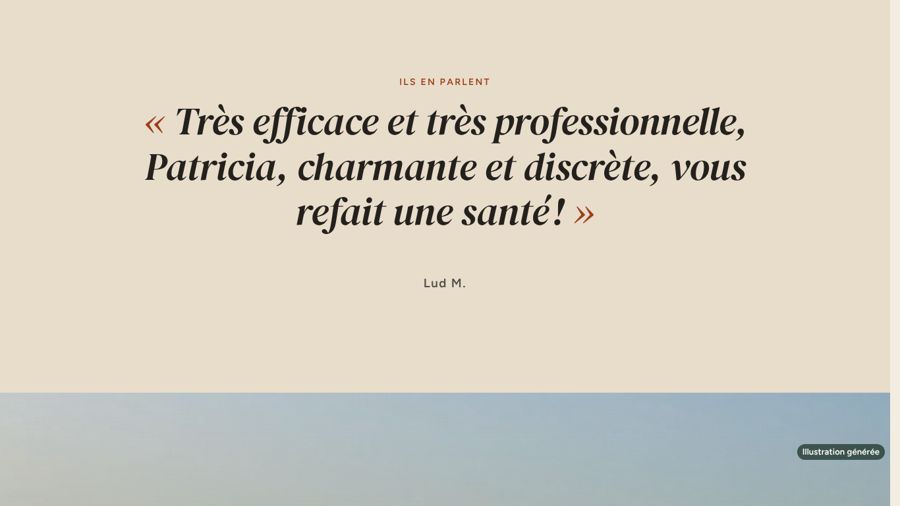 ILS EN PARLENT
« Très efficace et très professionnelle,
Patricia, charmante et discrète, vous
refait une santé! »
Lud M.
Illustration générée